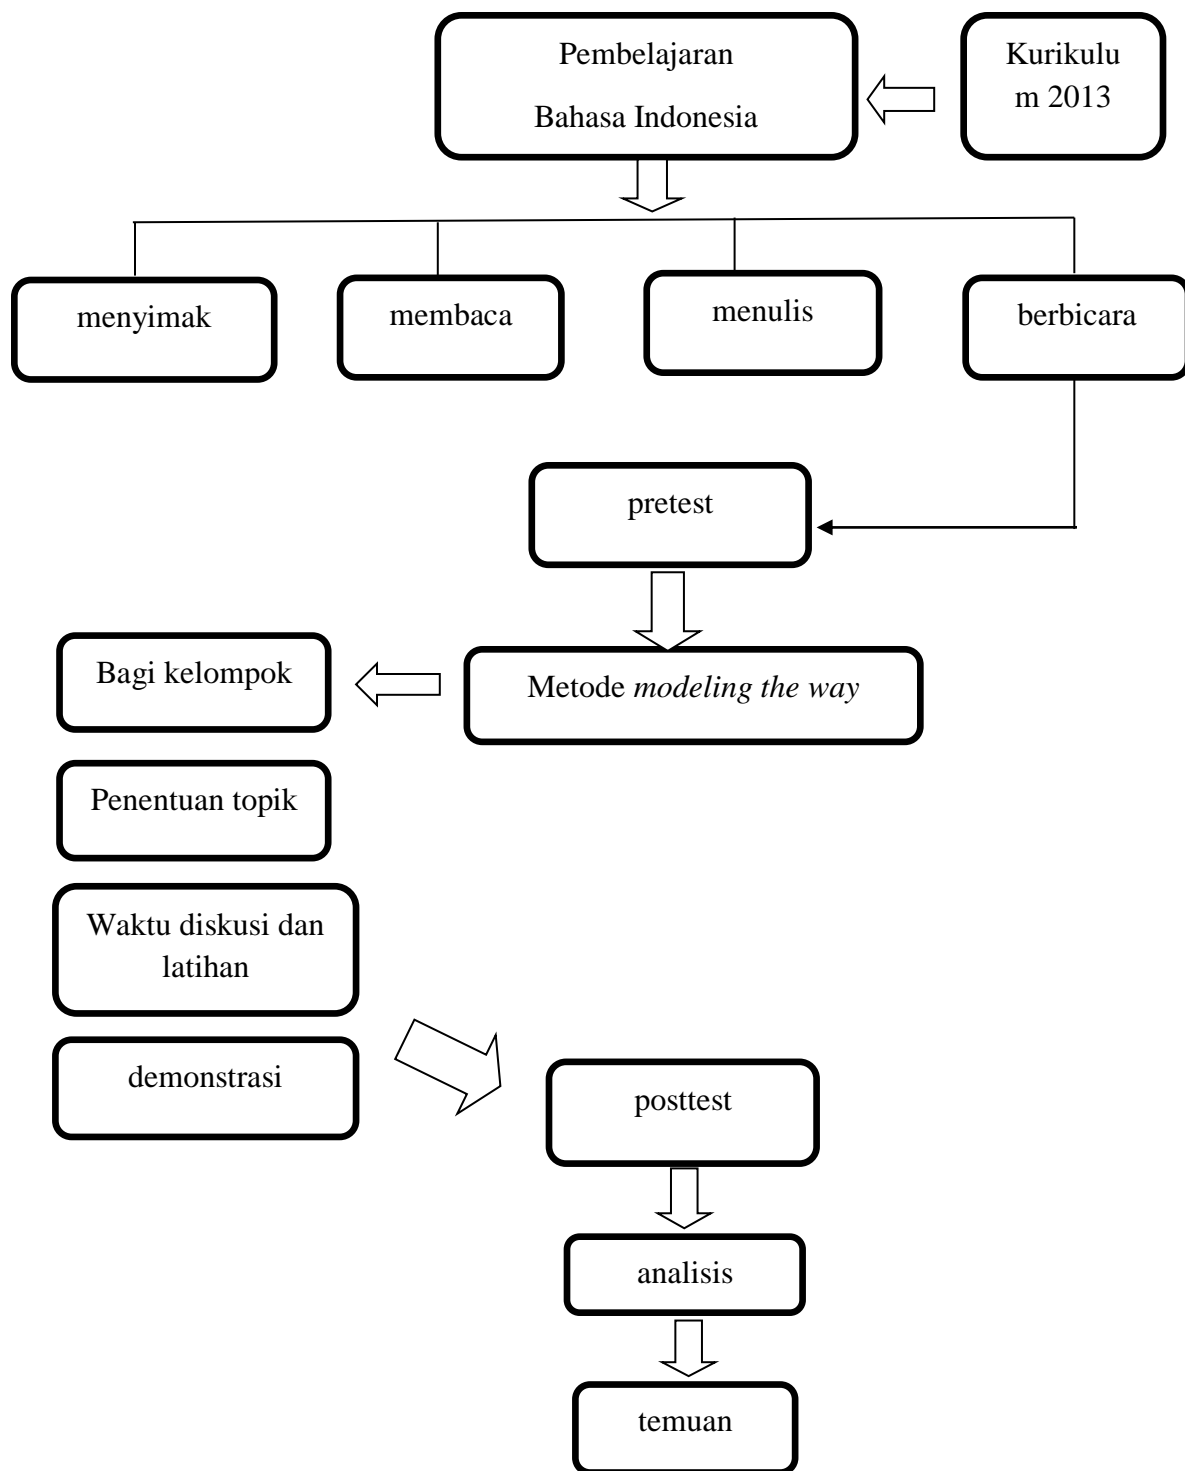 Pembelajaran
Bahasa Indonesia
Kurikulu
m 2013
menyimak
membaca
menulis
berbicara
pretest
Metode modeling the way
Bagi kelompok
Penentuan topik
Waktu diskusi dan
latihan
demonstrasi
posttest
analisis
temuan